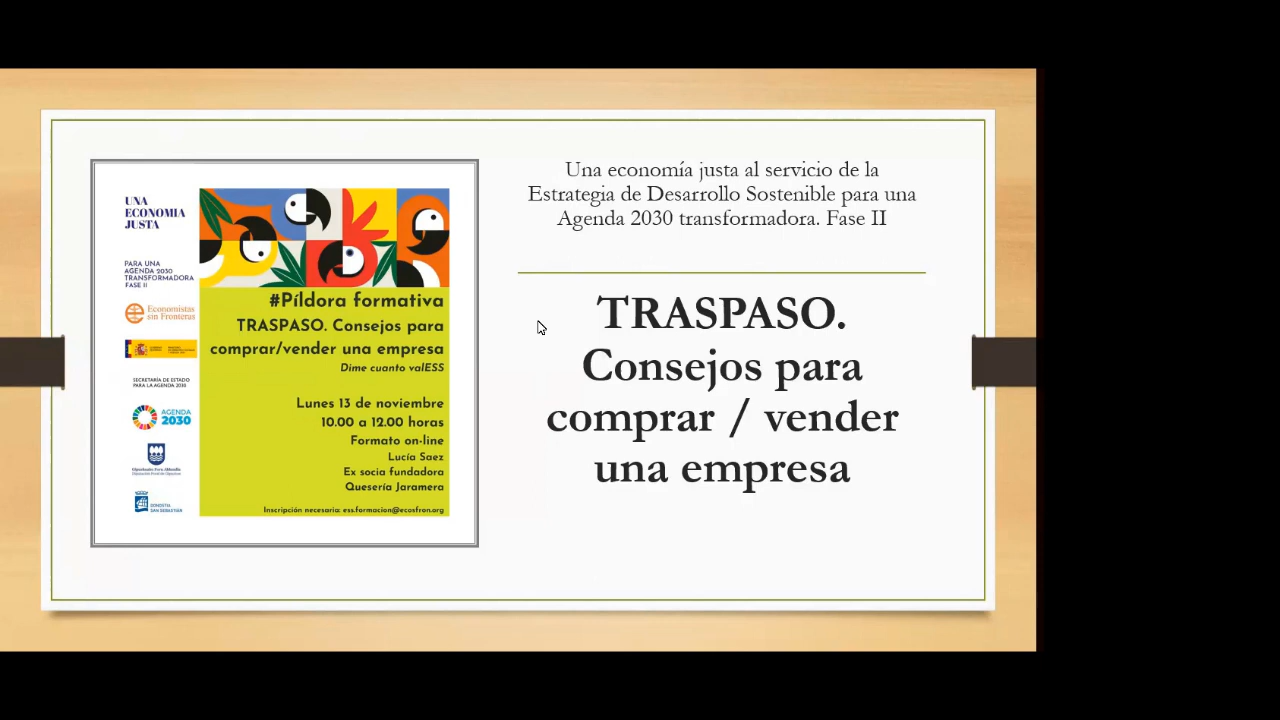 UNA
ECONOMIA
JUSTA
PARA UNA
AGENDA 2030
TRANSFORMADORA
FASE II
Economistas
sin Fronteras
SECRETARÍA DE ESTADO
PARA LA AGENDA 2030
AGENDA
2030
DONOSTIA
SAN SEBASTIÁN
#Píldora formativa
TRASPASO. Consejos para
comprar/vender una empresa
Dime cuanto valESS
Lunes 13 de noviembre
10.00 a 12.00 horas
Formato on-line
Lucía Saez
Ex socia fundadora
Quesería Jaramera
Inscripción necesaria: ess.formacion@ecosfron.org
Una economía justa al servicio de la
Estrategia de Desarrollo Sostenible para una
Agenda 2030 transformadora. Fase II
TRASPASO.
Consejos para
comprar / vender
una empresa